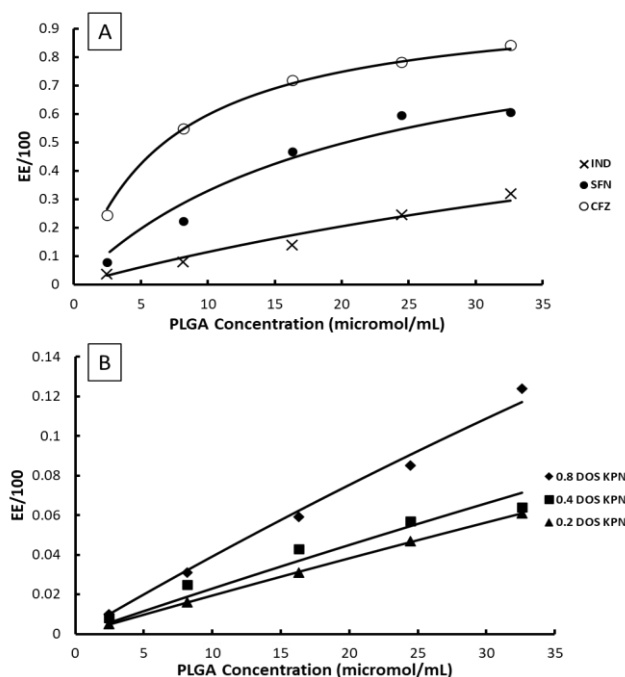 A
0.9
0.8
0.7
0.6
0.5
0.4
0.3
0.2
0.1
0
EE/100
0 5 10 15 20 25 30 35
PLGA Concentration (micromol/mL)
IND
SFN
CFZ
B
0.14
0.12
0.1
0.08
0.06
0.04
0.02
0
EE/100
0 5 10 15 20 25 30 35
PLGA Concentration (micromol/mL)
0.8 DOS KPN
0.4 DOS KPN
0.2 DOS KPN